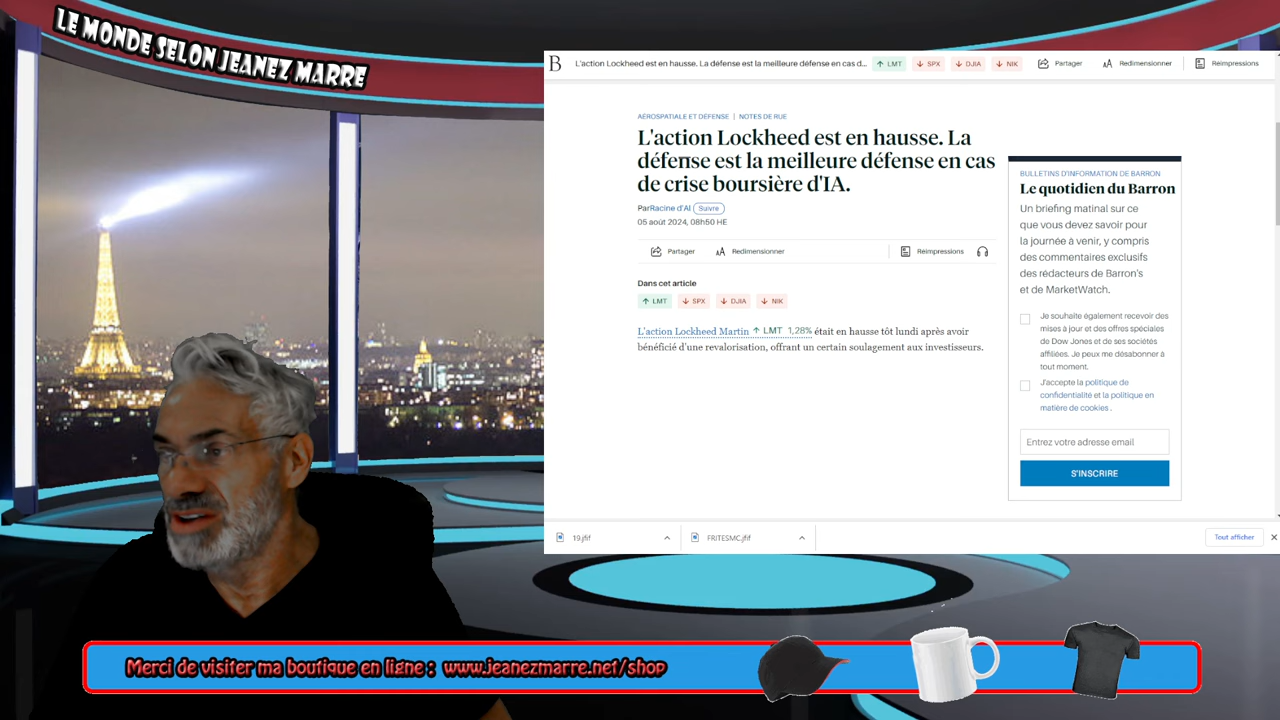 LE MONDE SELON JEANEZ MARRE
B L'action Lockheed est en hausse. La défense est la meilleure défense en cas d... LMT SPX DJIA NIK Partager AA Redimensionner Réimpressions
AÉROSPATIALE ET DÉFENSE | NOTES DE RUE
L'action Lockheed est en hausse. La
défense est la meilleure défense en cas
de crise boursière d'IA.
ParRacine d'Al Suivre
05 août 2024, 08h50 HE
Partager AA Redimensionner Réimpressions
Dans cet article
LMT SPX DJIA NIK
L'action Lockheed Martin LMT 1,28% était en hausse tôt lundi après avoir
bénéficié d'une revalorisation, offrant un certain soulagement aux investisseurs.
BULLETINS D'INFORMATION DE BARRON
Le quotidien du Barron
Un briefing matinal sur ce
que vous devez savoir pour
la journée à venir, y compris
des commentaires exclusifs
des rédacteurs de Barron's
et de MarketWatch.
Je souhaite également recevoir des
mises à jour et des offres spéciales
de Dow Jones et de ses sociétés
affiliées. Je peux me désabonner à
tout moment.
J'accepte la politique de
confidentialité et la politique en
matière de cookies .
Entrez votre adresse email
S'INSCRIRE
19.jfif FRITESMC.jfif Tout afficher
Merci de visiter ma boutique en ligne : www.jeanezmarre.net/shop